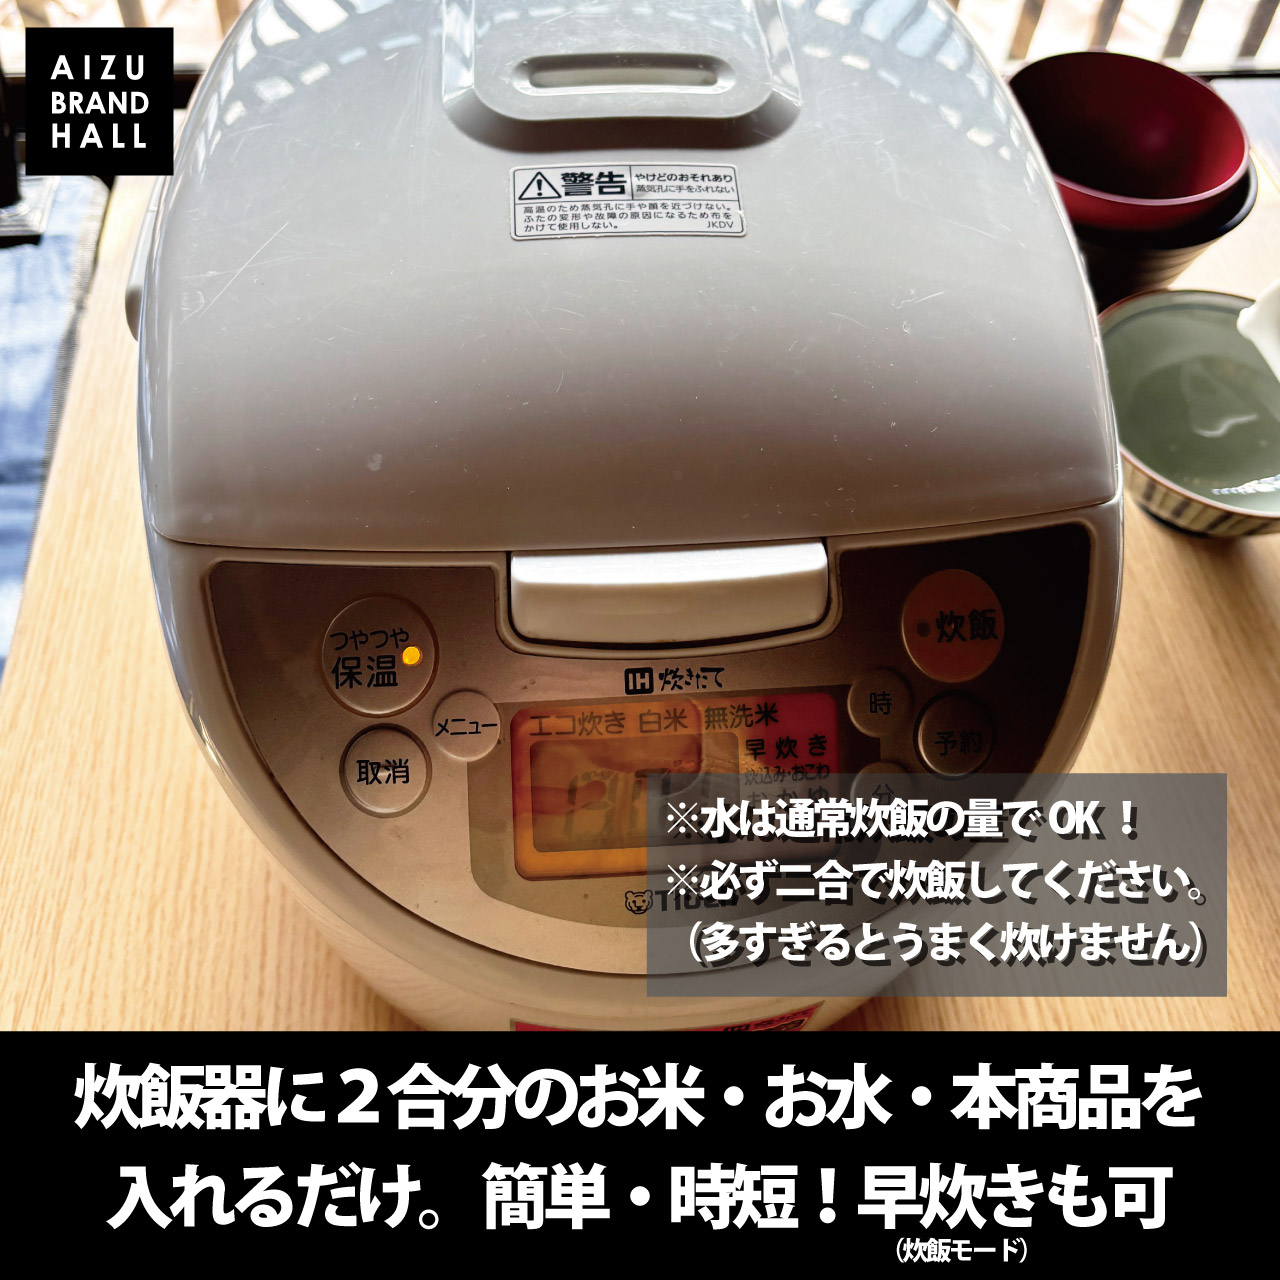 AIZU
BRAND
HALL
警告
やけどのおそれあり
蒸気孔に手をふれない
高温のため蒸気孔に手や顔を近づけない。
ふたの変形や故障の原因になるため布を
かけて使用しない。 JKDV
つやつや
保温
メニュー
取消
IH 炊きたて
エコ炊き 白米 無洗米
早炊き
炊込み・おこわ
おかゆ
炊飯
時
予約
分
TIGER
※水は通常炊飯の量で OK ！
※必ず二合で炊飯してください。
（多すぎるとうまく炊けません）
炊飯器に２合分のお米・お水・本商品を
入れるだけ。簡単・時短！早炊きも可
（炊飯モード）